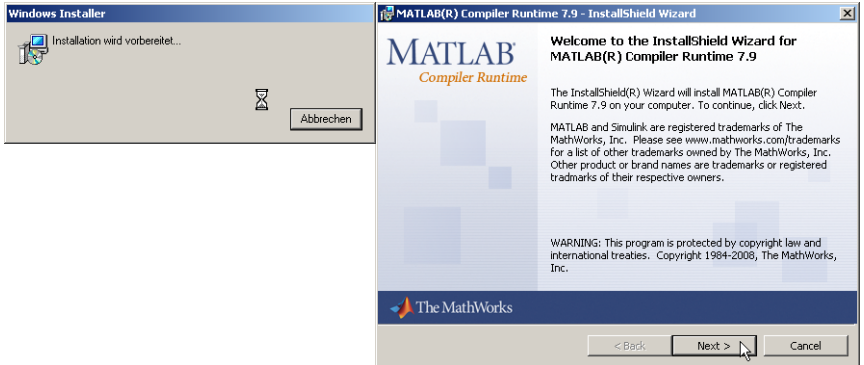 Windows Installer
Installation wird vorbereitet...
Abbrechen
MATLAB(R) Compiler Runtime 7.9 - InstallShield Wizard
MATLAB®
Compiler Runtime
Welcome to the InstallShield Wizard for
MATLAB(R) Compiler Runtime 7.9
The InstallShield(R) Wizard will install MATLAB(R) Compiler
Runtime 7.9 on your computer. To continue, click Next.
MATLAB and Simulink are registered trademarks of The
MathWorks, Inc. Please see www.mathworks.com/trademarks
for a list of other trademarks owned by The MathWorks, Inc.
Other product or brand names are trademarks or registered
tradmarks of their respective owners.
WARNING: This program is protected by copyright law and
international treaties. Copyright 1984-2008, The MathWorks,
Inc.
The MathWorks
< Back
Next >
Cancel